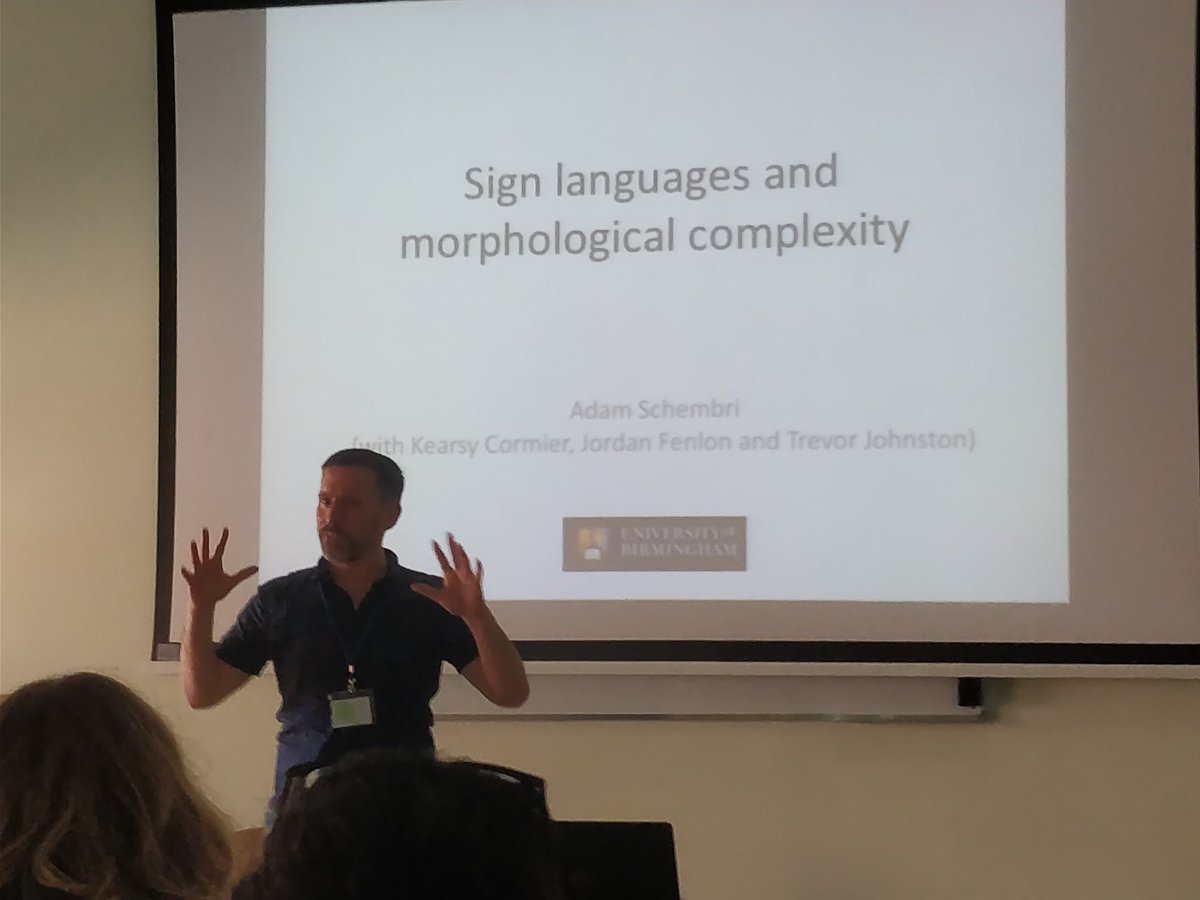 Sign languages and
morphological complexity
Adam Schembri
(with Kearsy Cormier, Jordan Fenlon and Trevor Johnston)
UNIVERSITY OF
BIRMINGHAM